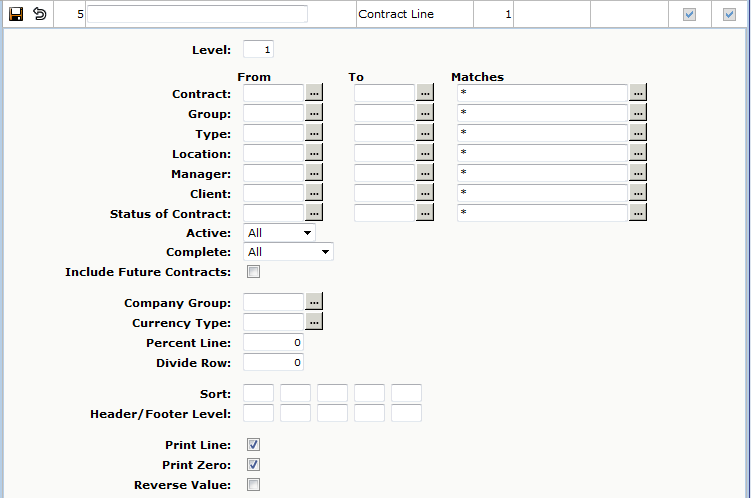 5 Contract Line 1
Level: 1
From To Matches
Contract: ... ... * ...
Group: ... ... * ...
Type: ... ... * ...
Location: ... ... * ...
Manager: ... ... * ...
Client: ... ... * ...
Status of Contract: ... ... * ...
Active: All
Complete: All
Include Future Contracts:
Company Group: ...
Currency Type: ...
Percent Line: 0
Divide Row: 0
Sort:
Header/Footer Level:
Print Line:
Print Zero:
Reverse Value: